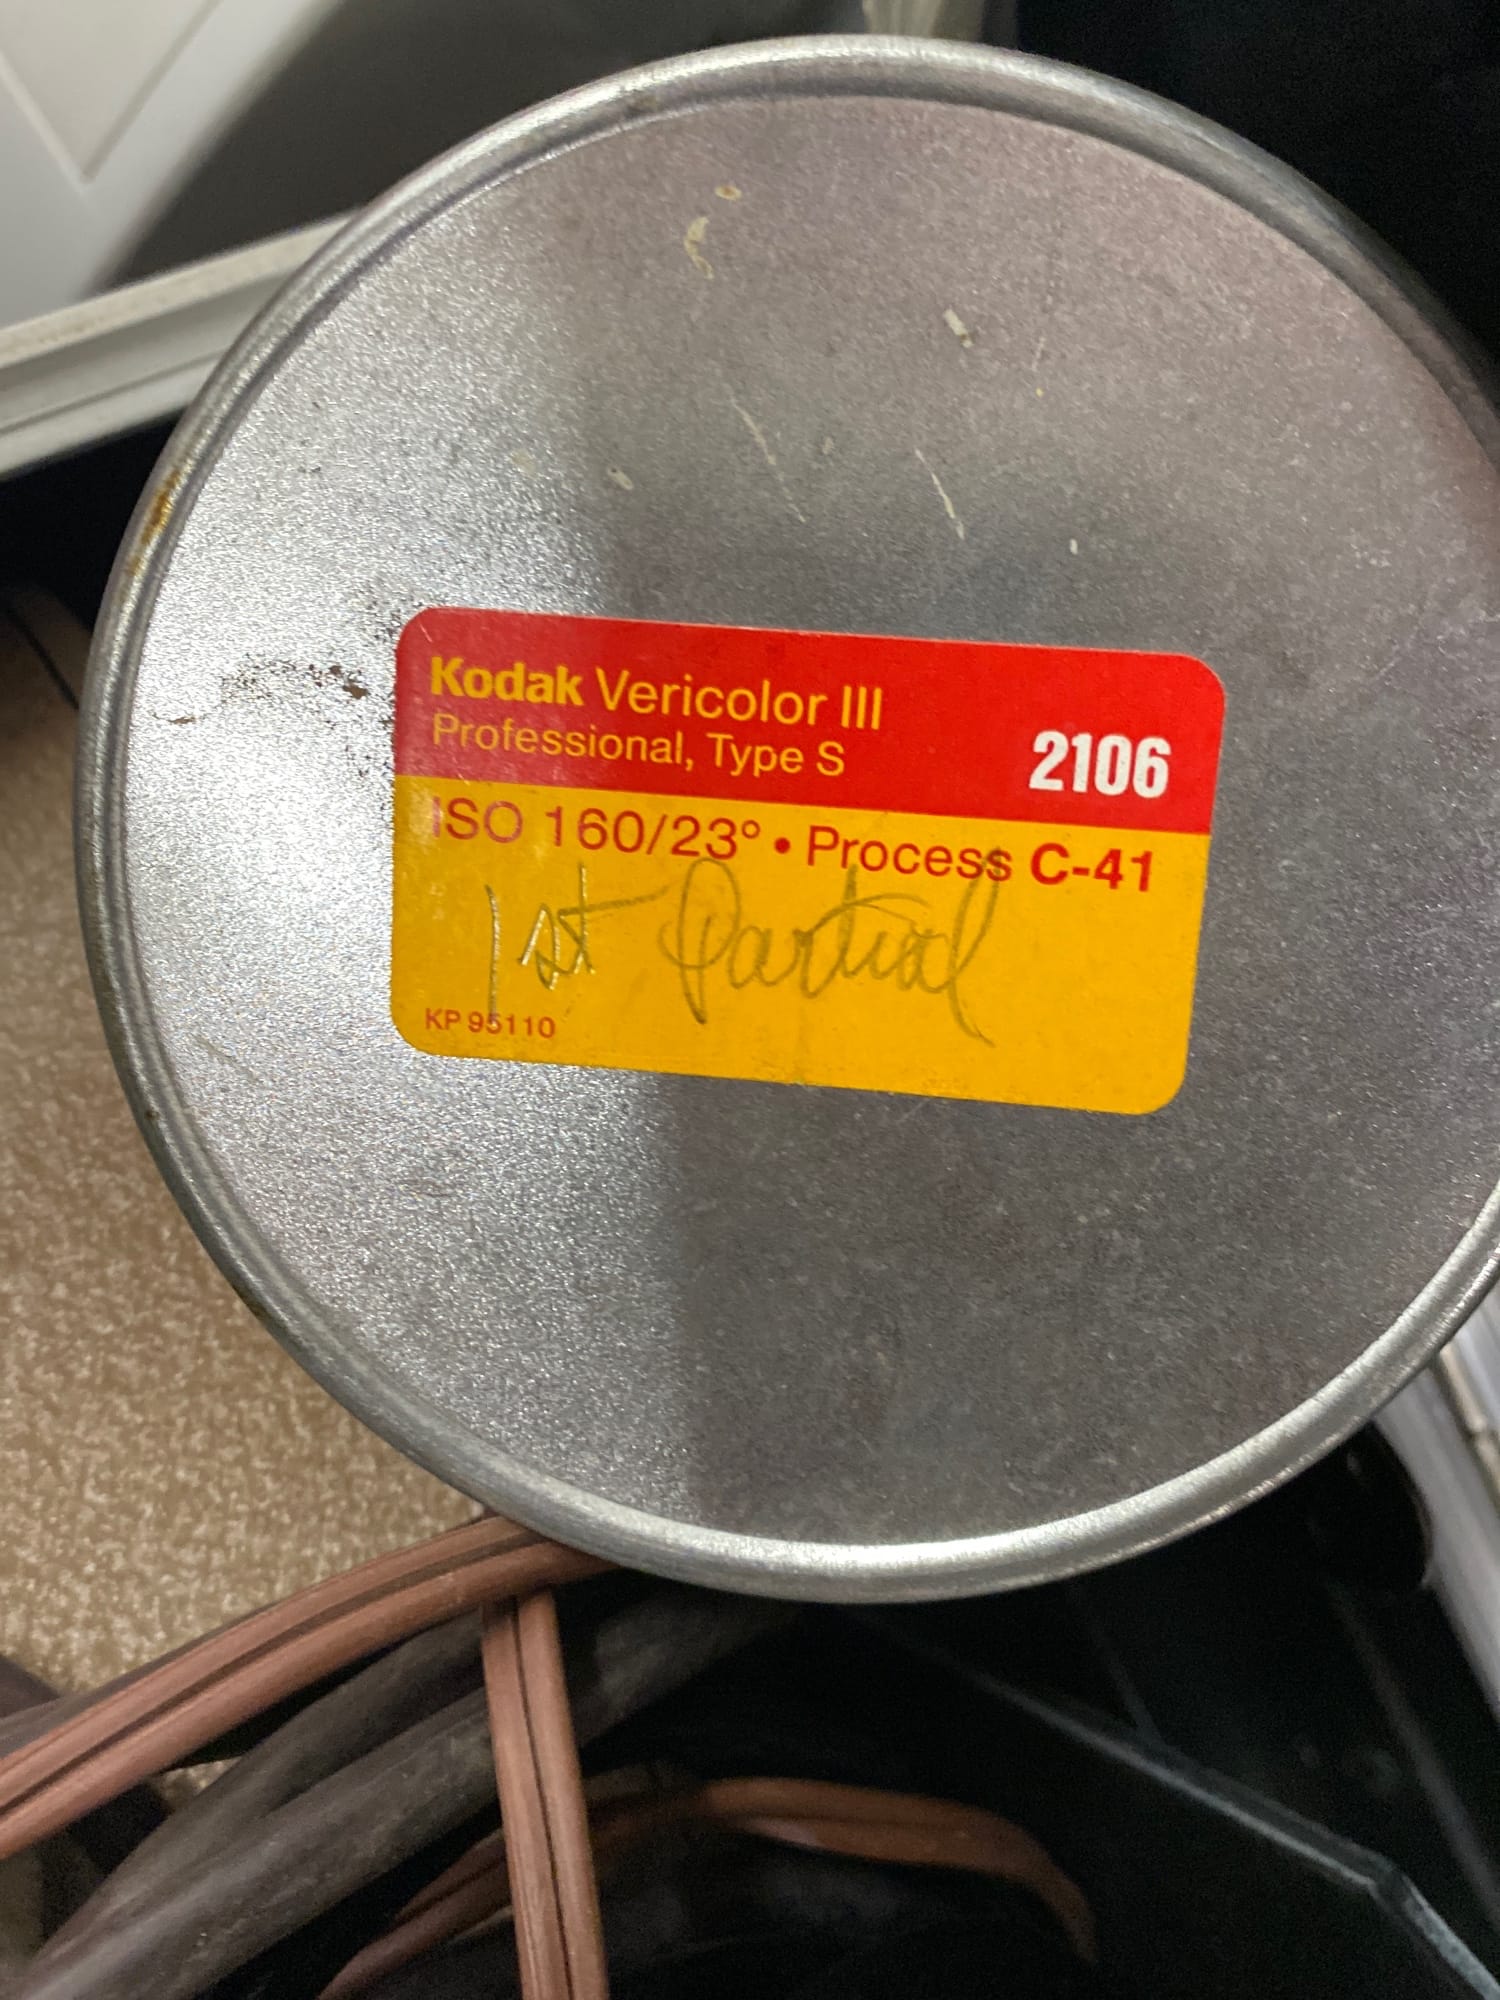 Kodak Vericolor III
Professional, Type S
2106
ISO 160/23° • Process C-41
1st Partial
KP 95110